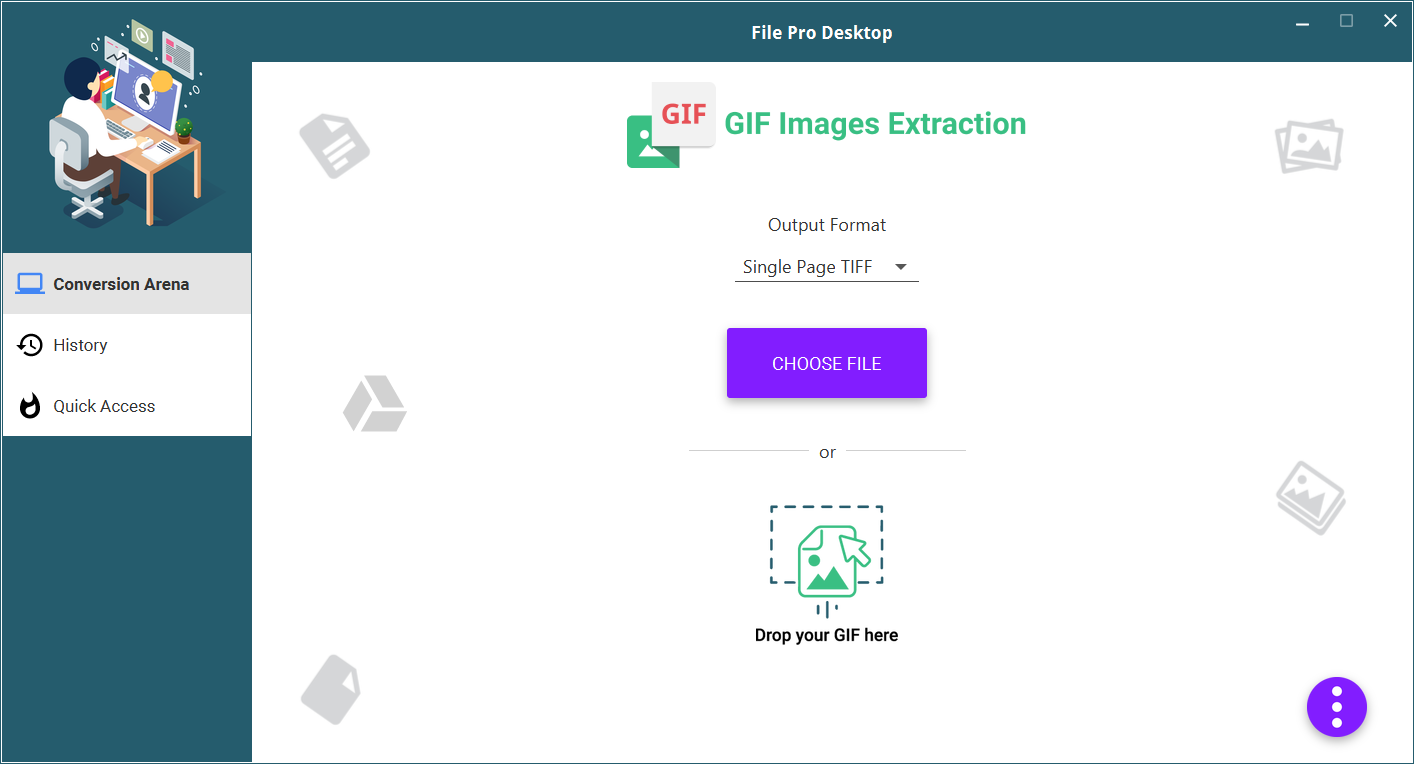 File Pro Desktop
GIF
GIF Images Extraction
Conversion Arena
History
Quick Access
Output Format
Single Page TIFF
CHOOSE FILE
or
Drop your GIF here